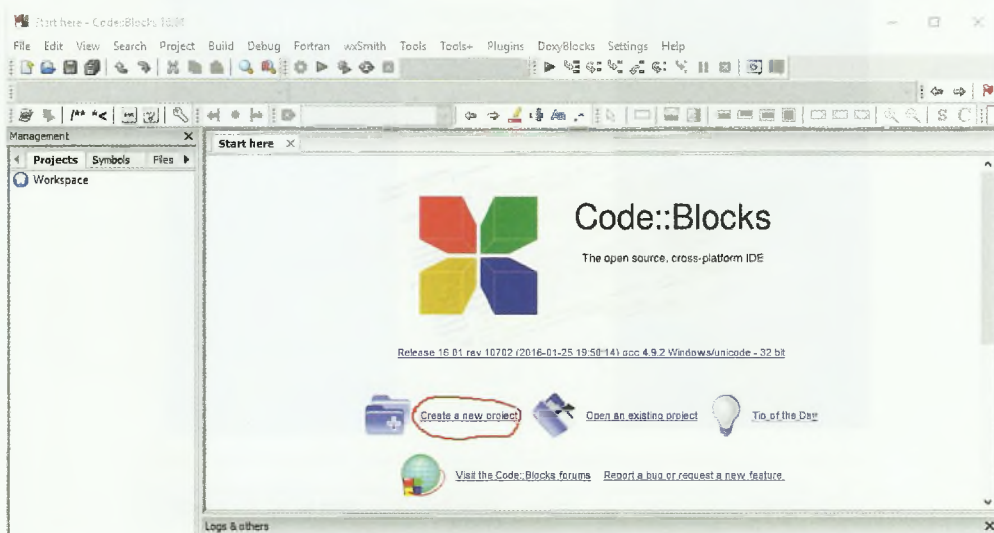 Start here - Code::Blocks 16.01
File Edit View Search Project Build Debug Fortran wxSmith Tools Tools+ Plugins DoxyBlocks Settings Help
/** *<
S C
Management
Start here
Projects Symbols Files
Workspace
Code::Blocks
The open source, cross-platform IDE
Release 16.01 rev 10702 (2016-01-25 19:50:14) gcc 4.9.2 Windows/unicode - 32 bit
Create a new project
Open an existing project
Tip of the Day
Visit the Code::Blocks forums
Report a bug or request a new feature
Logs & others